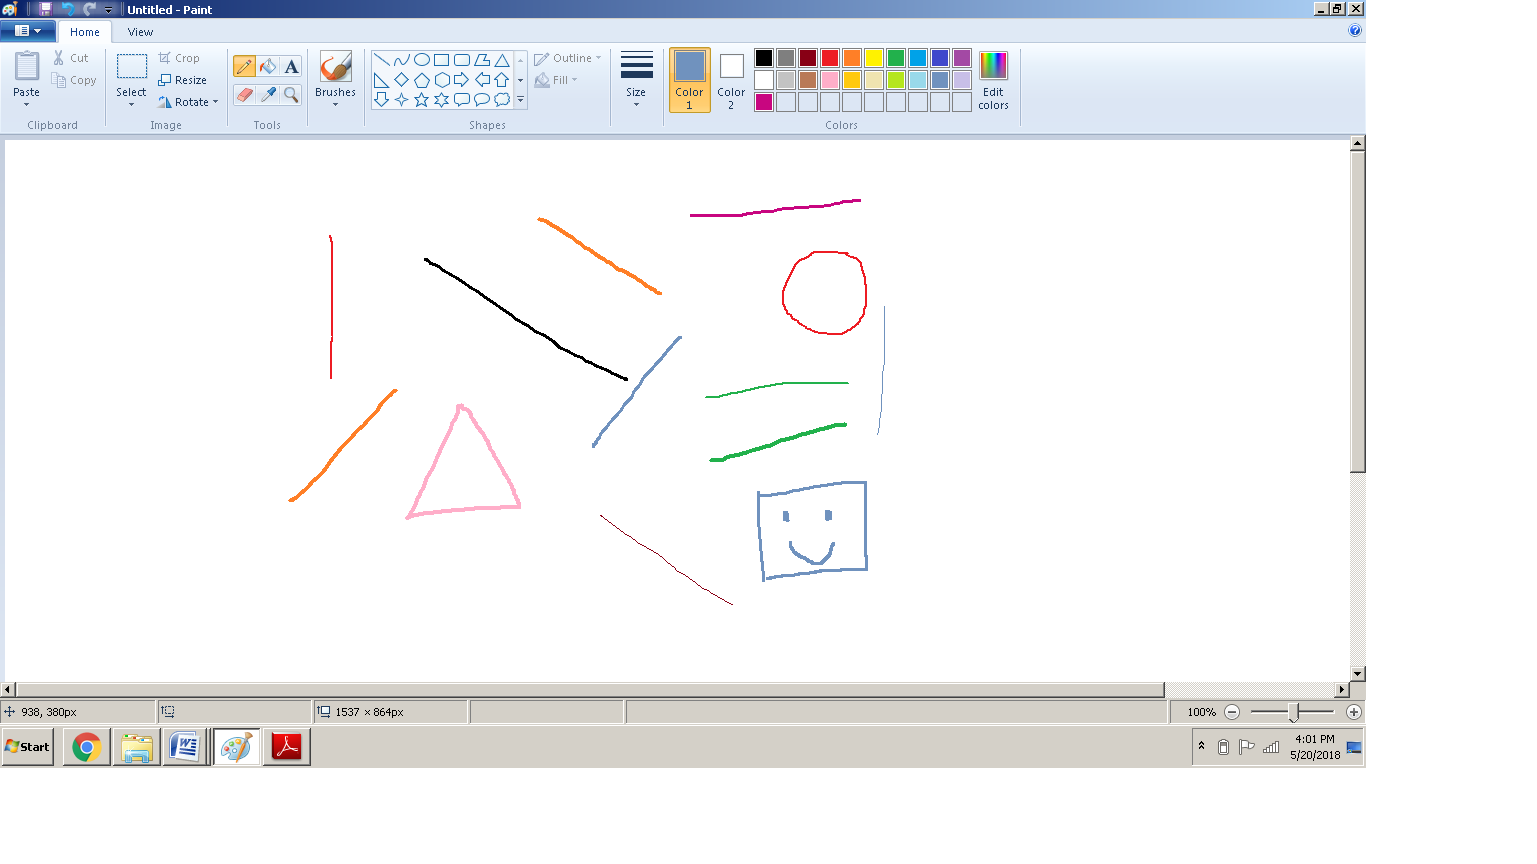 Untitled - Paint
Home View
Paste
Cut
Copy
Clipboard
Select
Crop
Resize
Rotate
Image
A
Tools
Brushes
Shapes
Outline
Fill
Size
Color 1
Color 2
Colors
Edit colors
938, 380px
1537 × 864px
100%
Start
4:01 PM
5/20/2018